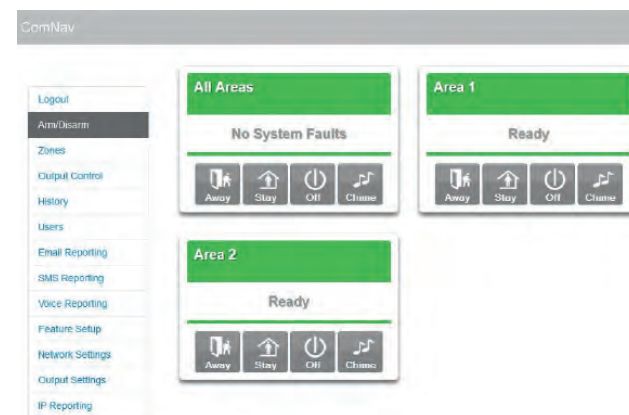 ComNav
Logout
Arm/Disarm
Zones
Output Control
History
Users
Email Reporting
SMS Reporting
Voice Reporting
Feature Setup
Network Settings
Output Settings
IP Reporting
All Areas
No System Faults
Away Stay Off Chime
Area 1
Ready
Away Stay Off Chime
Area 2
Ready
Away Stay Off Chime